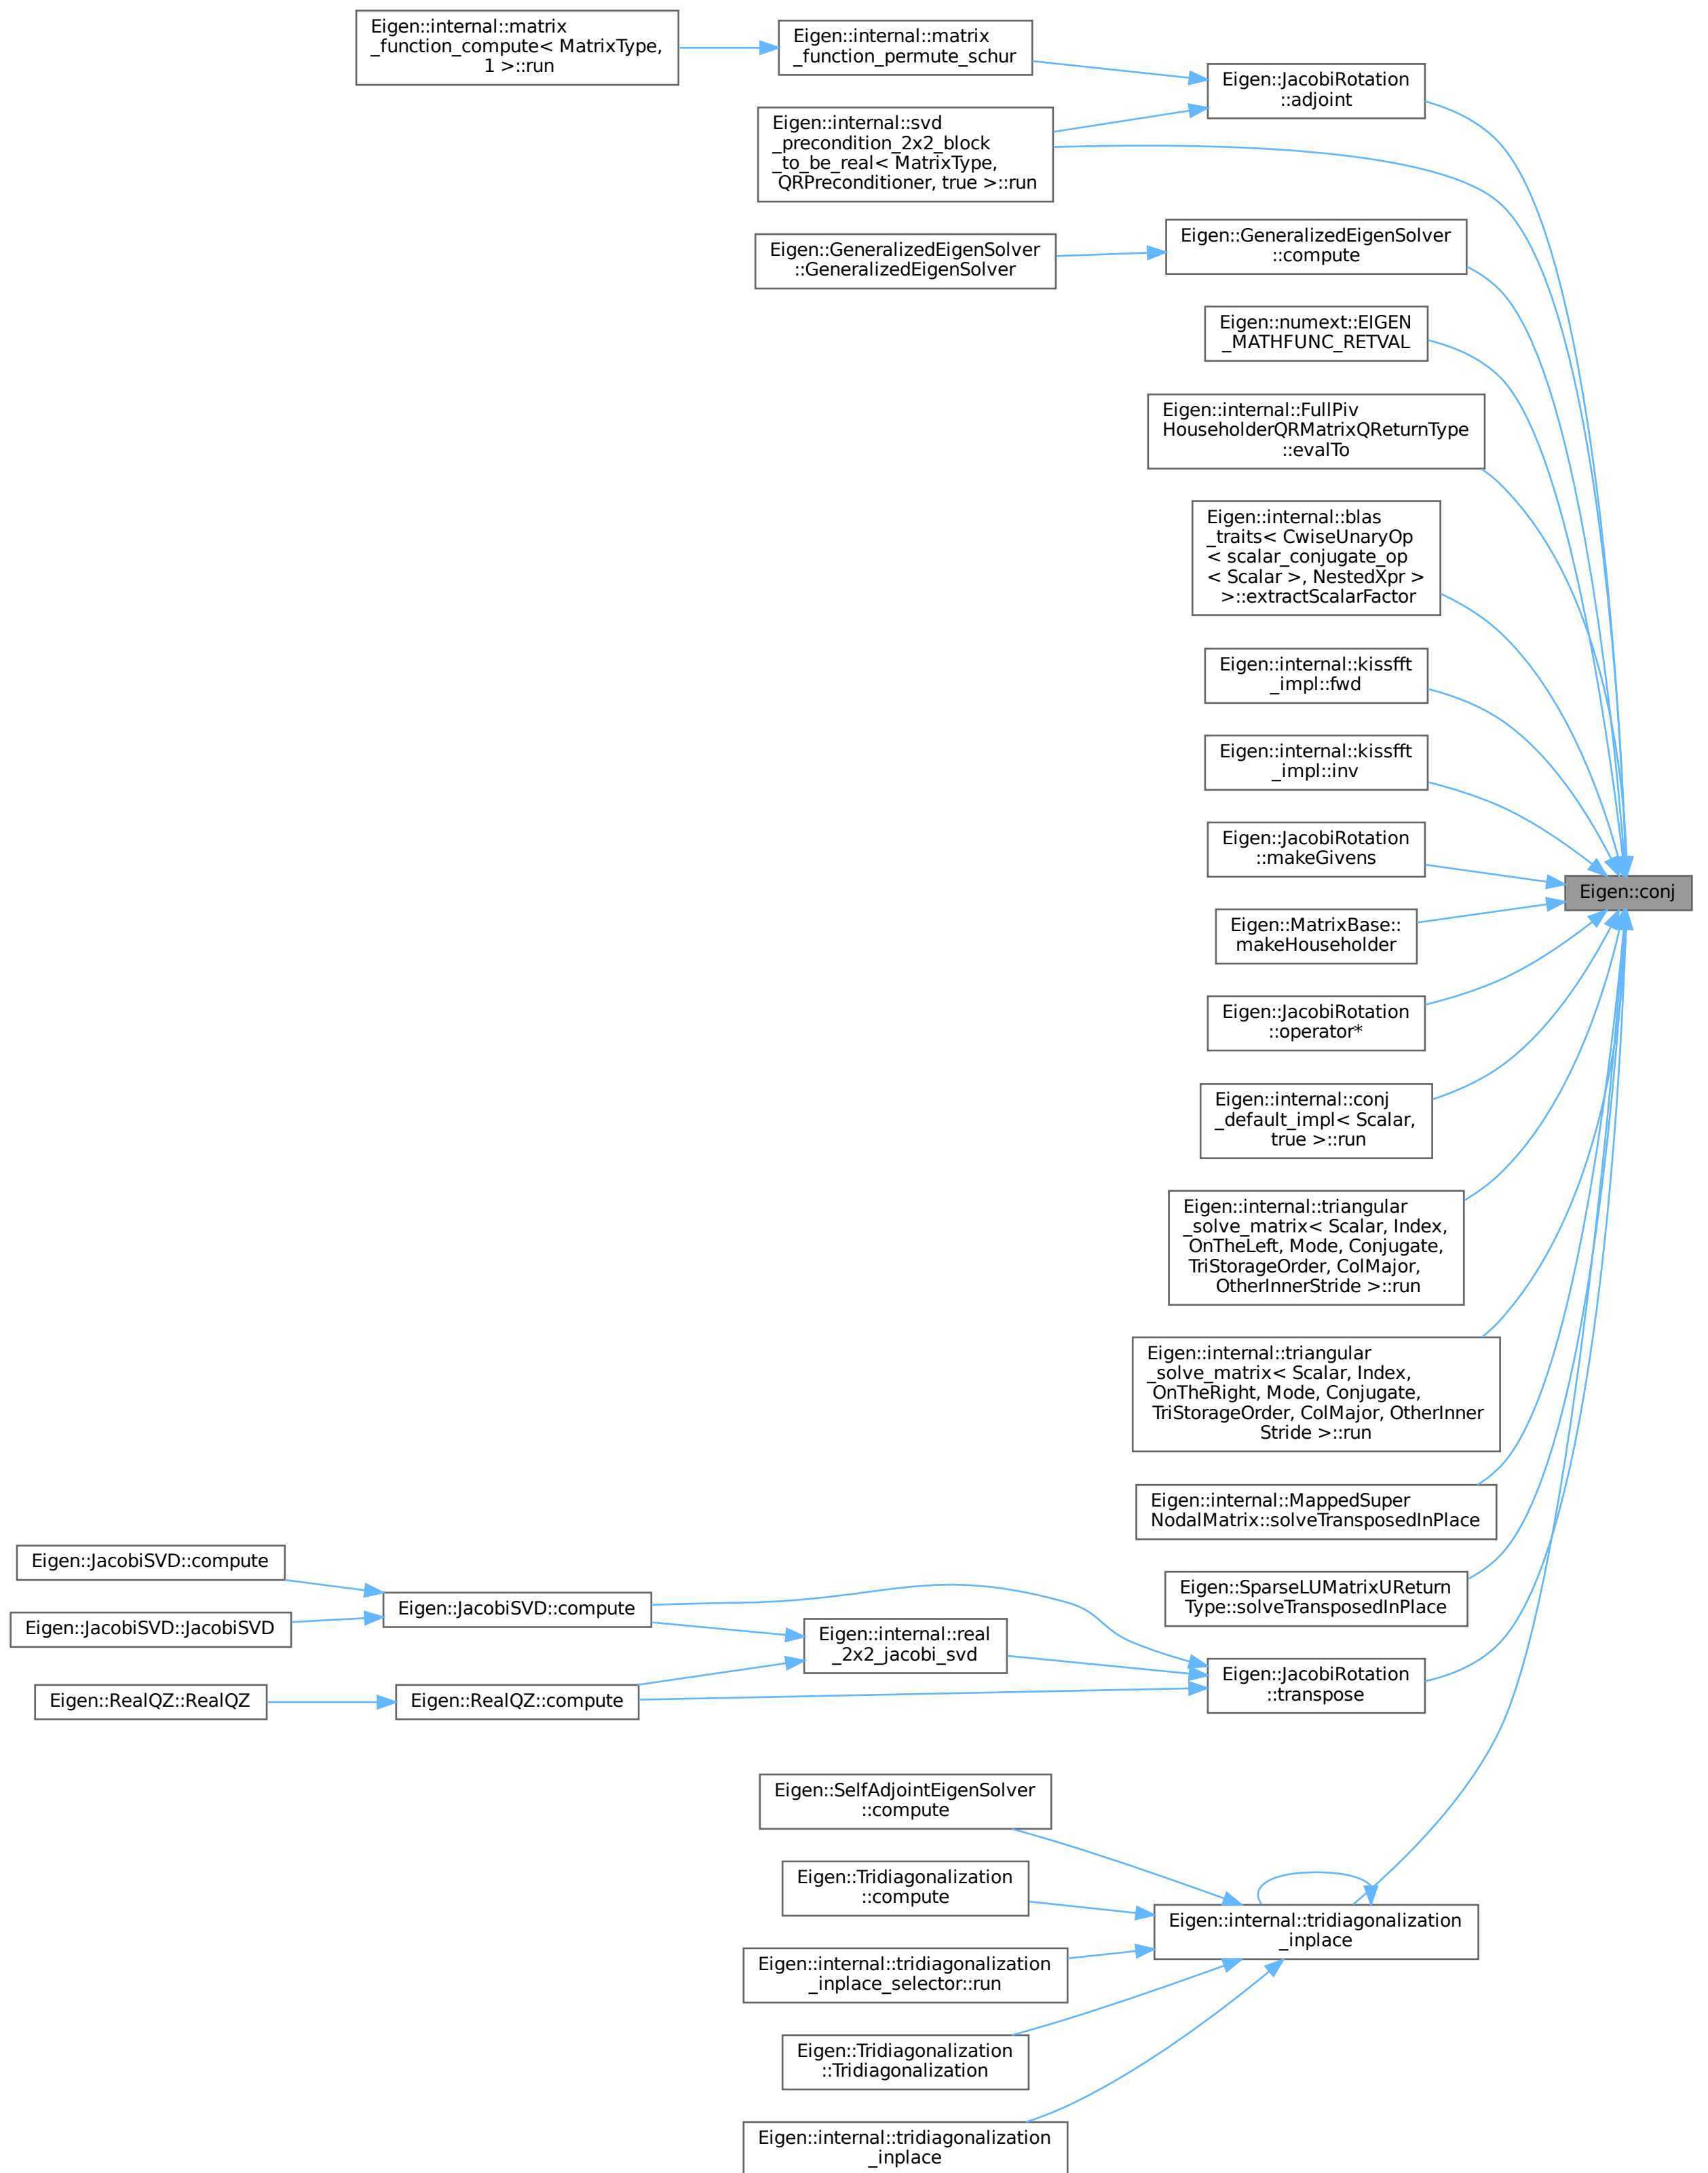 Eigen::internal::matrix
_function_compute< MatrixType,
1 >::run
Eigen::internal::matrix
_function_permute_schur
Eigen::JacobiRotation
::adjoint
Eigen::internal::svd
_precondition_2x2_block
_to_be_real< MatrixType,
QRPreconditioner, true >::run
Eigen::GeneralizedEigenSolver
::GeneralizedEigenSolver
Eigen::GeneralizedEigenSolver
::compute
Eigen::numext::EIGEN
_MATHFUNC_RETVAL
Eigen::internal::FullPiv
HouseholderQRMatrixQReturnType
::evalTo
Eigen::internal::blas
_traits< CwiseUnaryOp
< scalar_conjugate_op
< Scalar >, NestedXpr >
>::extractScalarFactor
Eigen::internal::kissfft
_impl::fwd
Eigen::internal::kissfft
_impl::inv
Eigen::JacobiRotation
::makeGivens
Eigen::conj
Eigen::MatrixBase::
makeHouseholder
Eigen::JacobiRotation
::operator*
Eigen::internal::conj
_default_impl< Scalar,
true >::run
Eigen::internal::triangular
_solve_matrix< Scalar, Index,
OnTheLeft, Mode, Conjugate,
TriStorageOrder, ColMajor,
OtherInnerStride >::run
Eigen::internal::triangular
_solve_matrix< Scalar, Index,
OnTheRight, Mode, Conjugate,
TriStorageOrder, ColMajor, OtherInner
Stride >::run
Eigen::internal::MappedSuper
NodalMatrix::solveTransposedInPlace
Eigen::SparseLUMatrixUReturn
Type::solveTransposedInPlace
Eigen::JacobiSVD::compute
Eigen::JacobiSVD::JacobiSVD
Eigen::JacobiSVD::compute
Eigen::internal::real
_2x2_jacobi_svd
Eigen::JacobiRotation
::transpose
Eigen::RealQZ::RealQZ
Eigen::RealQZ::compute
Eigen::SelfAdjointEigenSolver
::compute
Eigen::Tridiagonalization
::compute
Eigen::internal::tridiagonalization
_inplace
Eigen::internal::tridiagonalization
_inplace_selector::run
Eigen::Tridiagonalization
::Tridiagonalization
Eigen::internal::tridiagonalization
_inplace